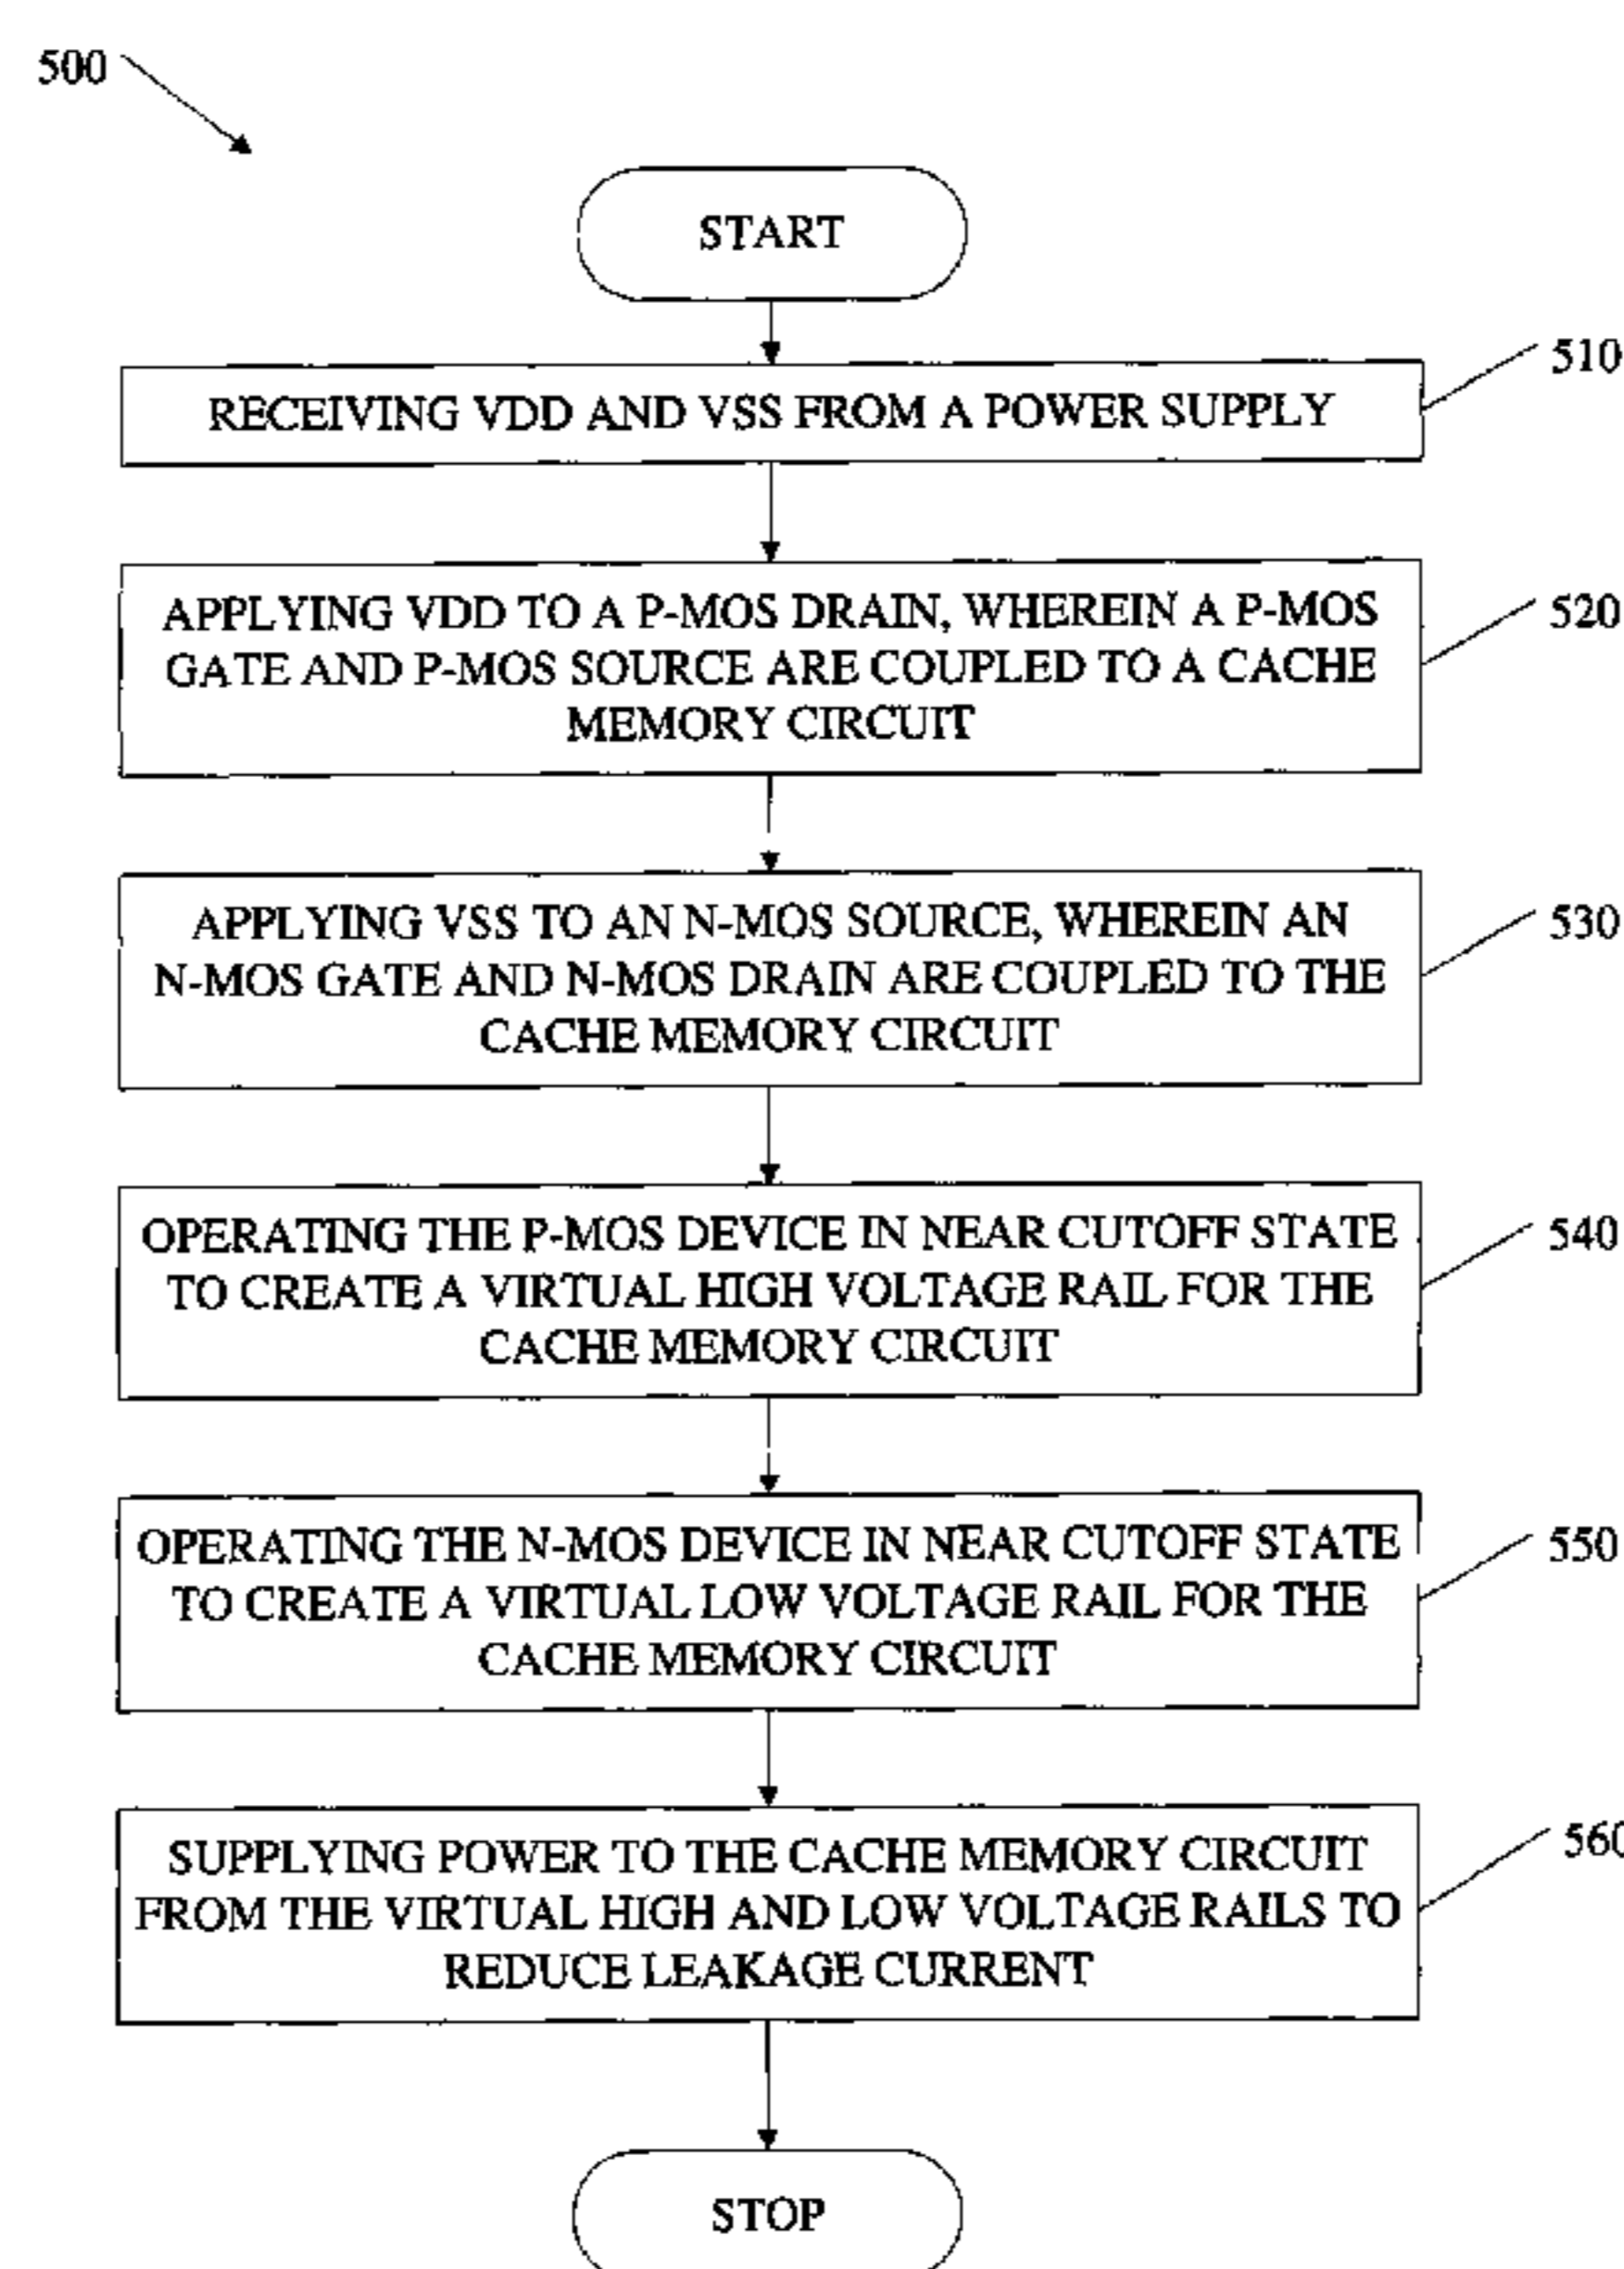 500
START
510
RECEIVING VDD AND VSS FROM A POWER SUPPLY
520
APPLYING VDD TO A P-MOS DRAIN, WHEREIN A P-MOS
GATE AND P-MOS SOURCE ARE COUPLED TO A CACHE
MEMORY CIRCUIT
530
APPLYING VSS TO AN N-MOS SOURCE, WHEREIN AN
N-MOS GATE AND N-MOS DRAIN ARE COUPLED TO THE
CACHE MEMORY CIRCUIT
540
OPERATING THE P-MOS DEVICE IN NEAR CUTOFF STATE
TO CREATE A VIRTUAL HIGH VOLTAGE RAIL FOR THE
CACHE MEMORY CIRCUIT
550
OPERATING THE N-MOS DEVICE IN NEAR CUTOFF STATE
TO CREATE A VIRTUAL LOW VOLTAGE RAIL FOR THE
CACHE MEMORY CIRCUIT
560
SUPPLYING POWER TO THE CACHE MEMORY CIRCUIT
FROM THE VIRTUAL HIGH AND LOW VOLTAGE RAILS TO
REDUCE LEAKAGE CURRENT
STOP